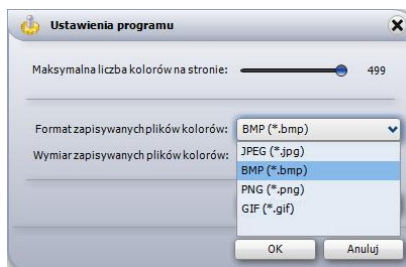 Ustawienia programu
Maksymalna liczba kolorów na stronie: 499
Format zapisywanych plików kolorów: BMP (*.bmp)
JPEG (*.jpg)
Wymiar zapisywanych plików kolorów:
BMP (*.bmp)
PNG (*.png)
GIF (*.gif)
OK Anuluj